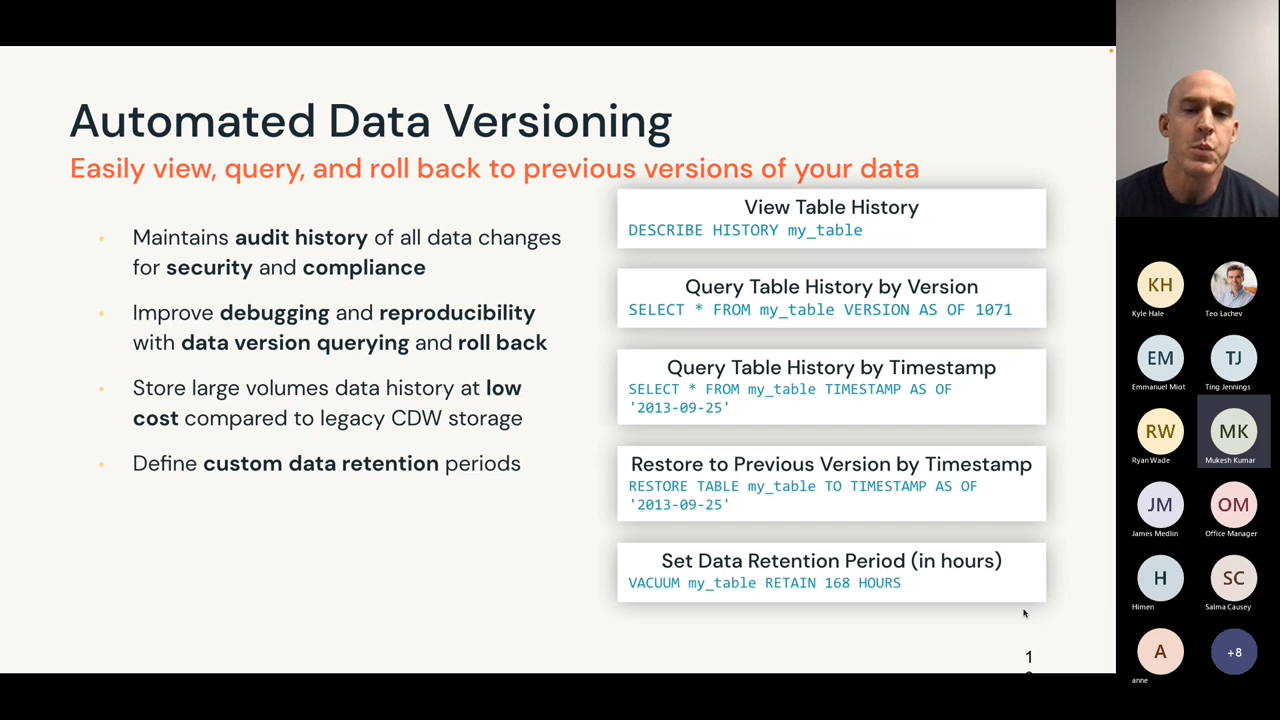 Automated Data Versioning
Easily view, query, and roll back to previous versions of your data
Maintains audit history of all data changes
for security and compliance
Improve debugging and reproducibility
with data version querying and roll back
Store large volumes data history at low
cost compared to legacy CDW storage
Define custom data retention periods
View Table History
DESCRIBE HISTORY my_table
Query Table History by Version
SELECT * FROM my_table VERSION AS OF 1071
Query Table History by Timestamp
SELECT * FROM my_table TIMESTAMP AS OF
'2013-09-25'
Restore to Previous Version by Timestamp
RESTORE TABLE my_table TO TIMESTAMP AS OF
'2013-09-25'
Set Data Retention Period (in hours)
VACUUM my_table RETAIN 168 HOURS
1
KH
Kyle Hale
Teo Lachev
EM
Emmanuel Miot
TJ
Ting Jennings
RW
Ryan Wade
MK
Mukesh Kumar
JM
James Medlin
OM
Office Manager
H
Himen
SC
Salma Causey
A
anne
+8